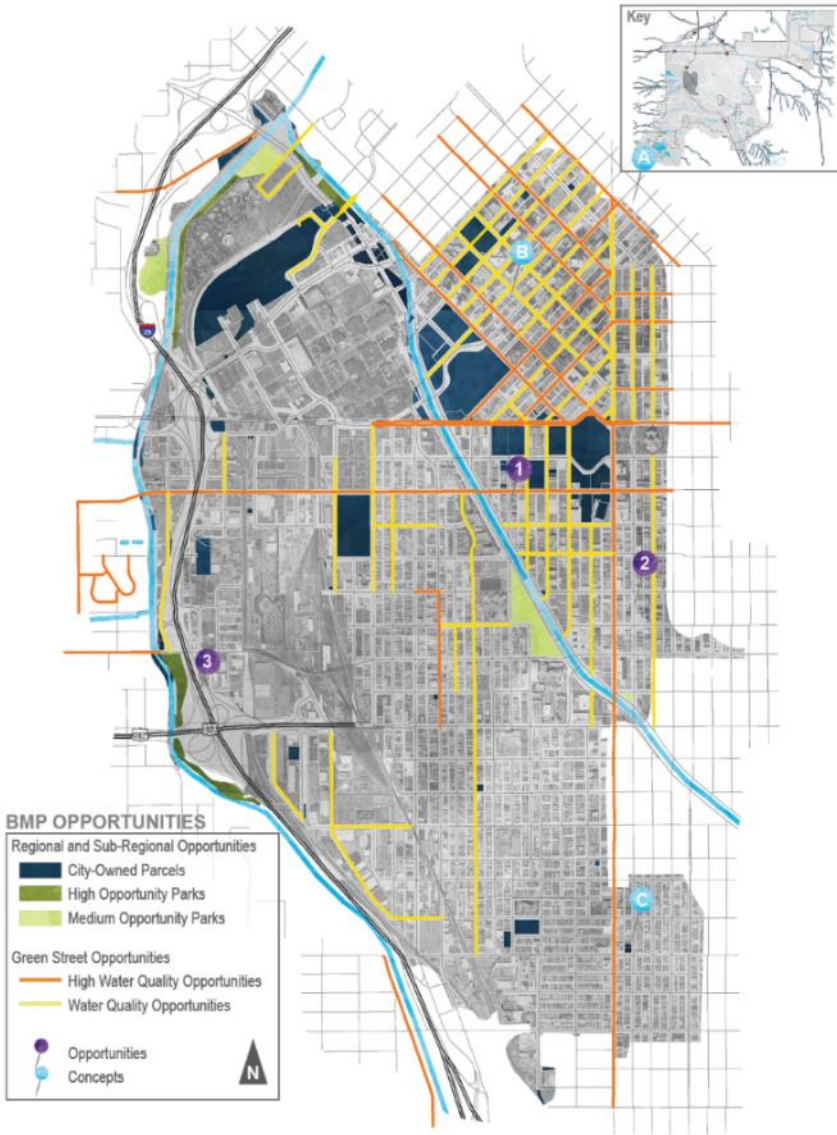 Key
A
B
1
2
3
C
BMP OPPORTUNITIES
Regional and Sub-Regional Opportunities
City-Owned Parcels
High Opportunity Parks
Medium Opportunity Parks
Green Street Opportunities
High Water Quality Opportunities
Water Quality Opportunities
Opportunities
Concepts
N